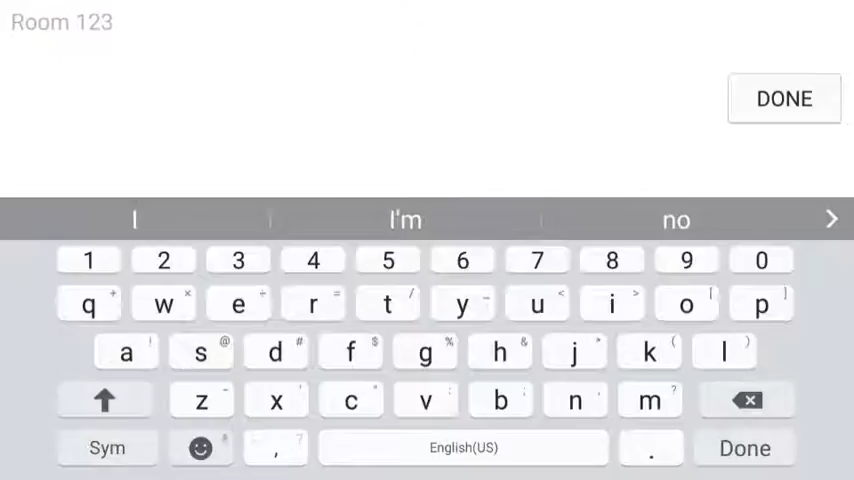 Room 123
DONE
I I'm no
1 2 3 4 5 6 7 8 9 0
q + w × e ÷ r = t / y _ u < i > o [ p ]
a ! s @ d # f $ g % h & j * k ( l )
z - x ' c " v : b ; n , m ?
Sym , ? English(US) . Done